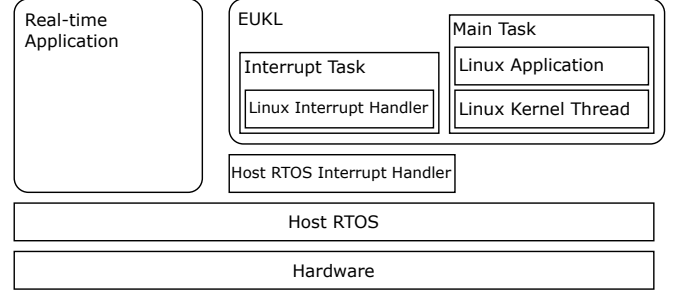 Real-time
Application
EUKL
Main Task
Interrupt Task
Linux Application
Linux Interrupt Handler
Linux Kernel Thread
Host RTOS Interrupt Handler
Host RTOS
Hardware